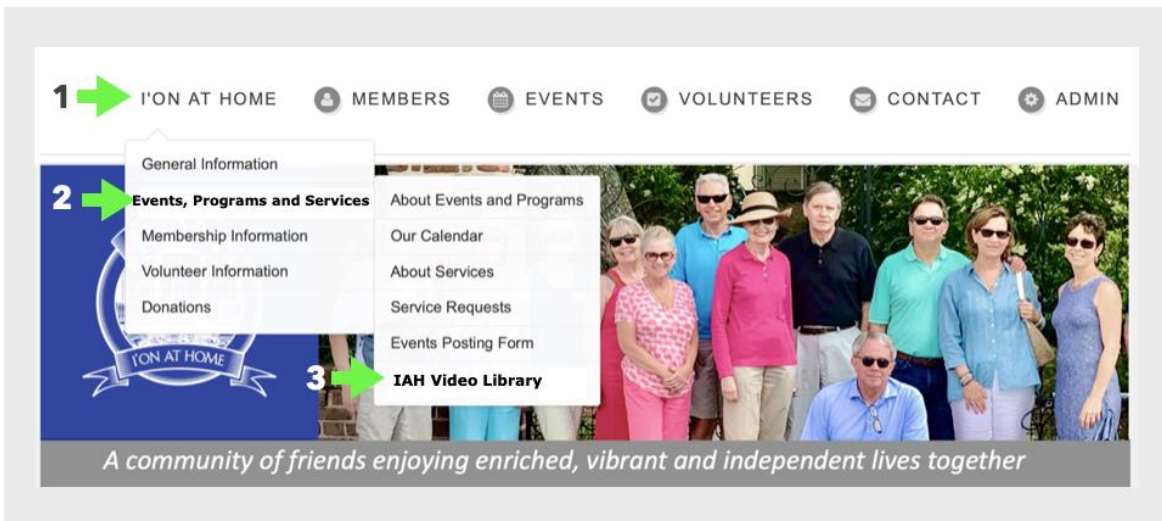 1 I'ON AT HOME MEMBERS EVENTS VOLUNTEERS CONTACT ADMIN
General Information
2 Events, Programs and Services
Membership Information
Volunteer Information
Donations
About Events and Programs
Our Calendar
About Services
Service Requests
Events Posting Form
3 IAH Video Library
I'ON AT HOME
A community of friends enjoying enriched, vibrant and independent lives together